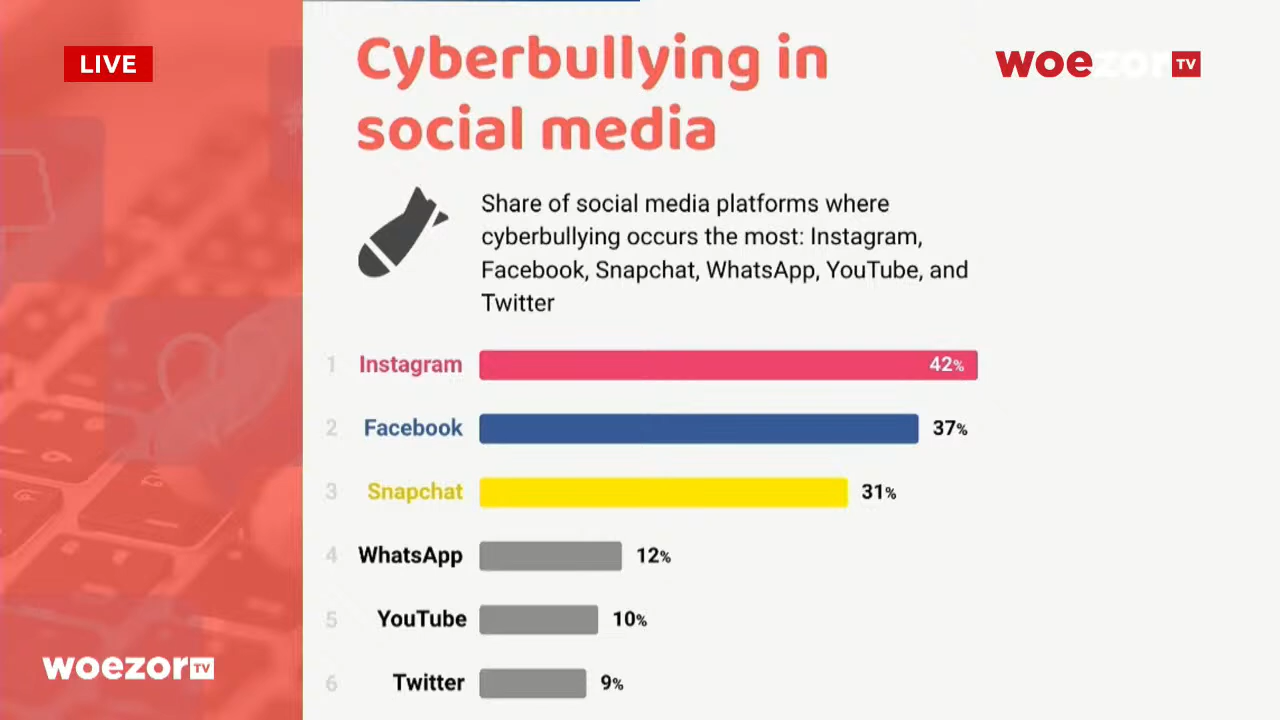 LIVE
woezor TV
Cyberbullying in
social media
Share of social media platforms where
cyberbullying occurs the most: Instagram,
Facebook, Snapchat, WhatsApp, YouTube, and
Twitter
1 Instagram 42%
2 Facebook 37%
3 Snapchat 31%
4 WhatsApp 12%
5 YouTube 10%
6 Twitter 9%
woezor TV